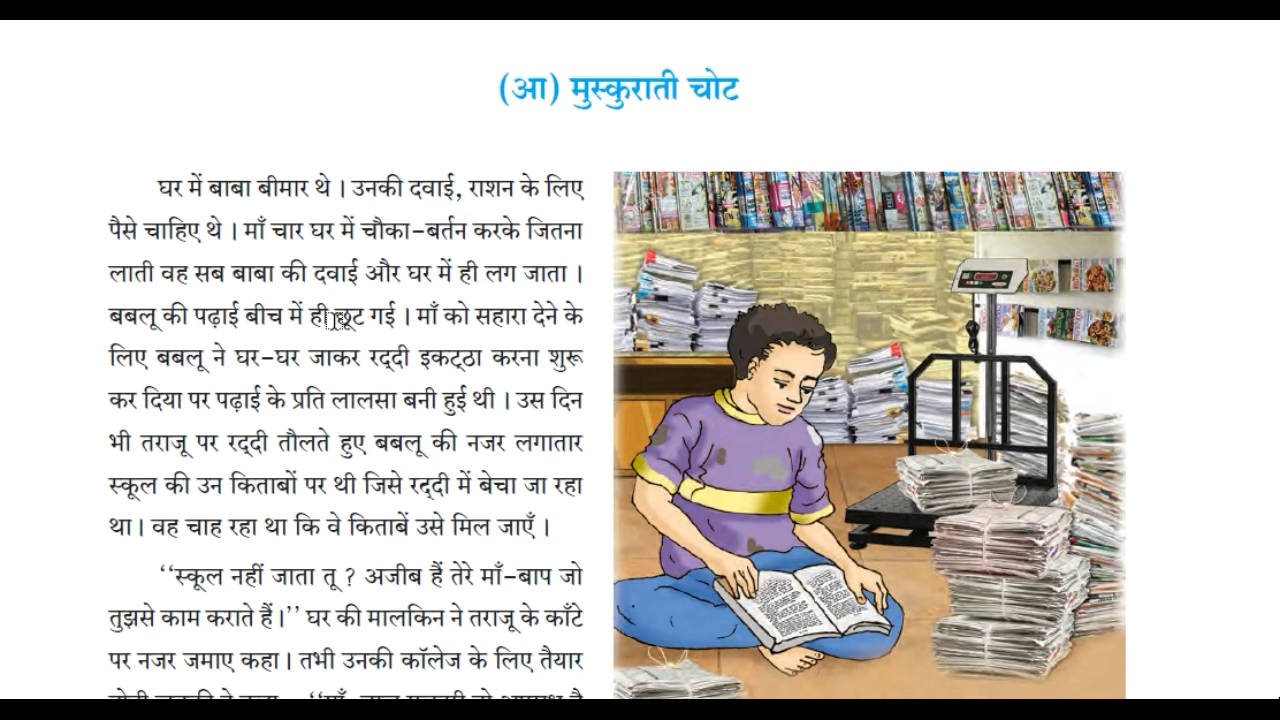 (आ) मुस्कुराती चोट
घर में बाबा बीमार थे । उनकी दवाई, राशन के लिए
पैसे चाहिए थे । माँ चार घर में चौका-बर्तन करके जितना
लाती वह सब बाबा की दवाई और घर में ही लग जाता ।
बबलू की पढ़ाई बीच में ही छूट गई । माँ को सहारा देने के
लिए बबलू ने घर-घर जाकर रद्दी इकट्ठा करना शुरू
कर दिया पर पढ़ाई के प्रति लालसा बनी हुई थी । उस दिन
भी तराजू पर रद्दी तौलते हुए बबलू की नजर लगातार
स्कूल की उन किताबों पर थी जिसे रद्दी में बेचा जा रहा
था । वह चाह रहा था कि वे किताबें उसे मिल जाएँ ।
‘‘स्कूल नहीं जाता तू ? अजीब हैं तेरे माँ-बाप जो
तुझसे काम कराते हैं ।’’ घर की मालकिन ने तराजू के काँटे
पर नजर जमाए कहा । तभी उनकी कॉलेज के लिए तैयार